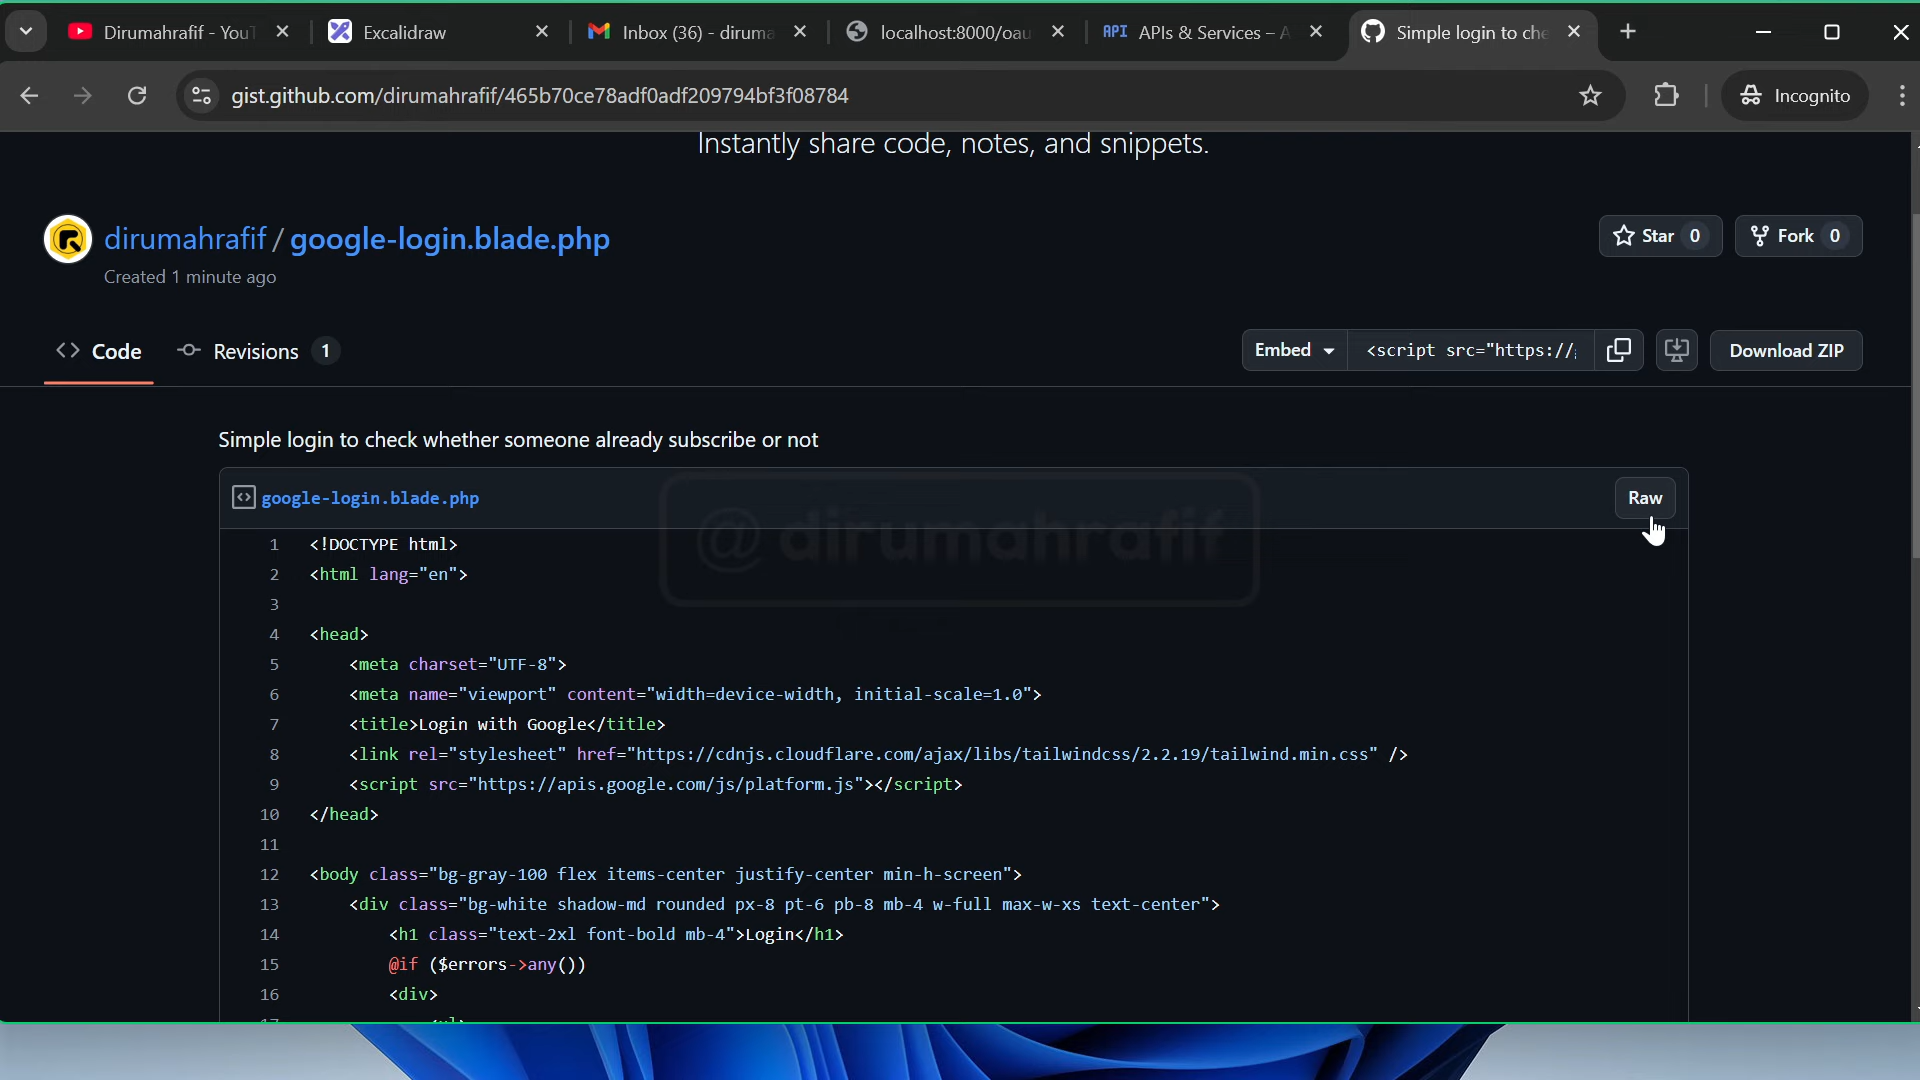 Dirumahrafif - YouT
Excalidraw
Inbox (36) - diruma
localhost:8000/oau
API APIs & Services – A
Simple login to che
gist.github.com/dirumahrafif/465b70ce78adf0adf209794bf3f08784
Incognito
Instantly share code, notes, and snippets.
dirumahrafif / google-login.blade.php
Star 0
Fork 0
Created 1 minute ago
Code
Revisions 1
Embed
<script src="https://
Download ZIP
Simple login to check whether someone already subscribe or not
google-login.blade.php
Raw
@dirumahrafif
1 <!DOCTYPE html>
2 <html lang="en">
3
4 <head>
5 <meta charset="UTF-8">
6 <meta name="viewport" content="width=device-width, initial-scale=1.0">
7 <title>Login with Google</title>
8 <link rel="stylesheet" href="https://cdnjs.cloudflare.com/ajax/libs/tailwindcss/2.2.19/tailwind.min.css" />
9 <script src="https://apis.google.com/js/platform.js"></script>
10 </head>
11
12 <body class="bg-gray-100 flex items-center justify-center min-h-screen">
13 <div class="bg-white shadow-md rounded px-8 pt-6 pb-8 mb-4 w-full max-w-xs text-center">
14 <h1 class="text-2xl font-bold mb-4">Login</h1>
15 @if ($errors->any())
16 <div>